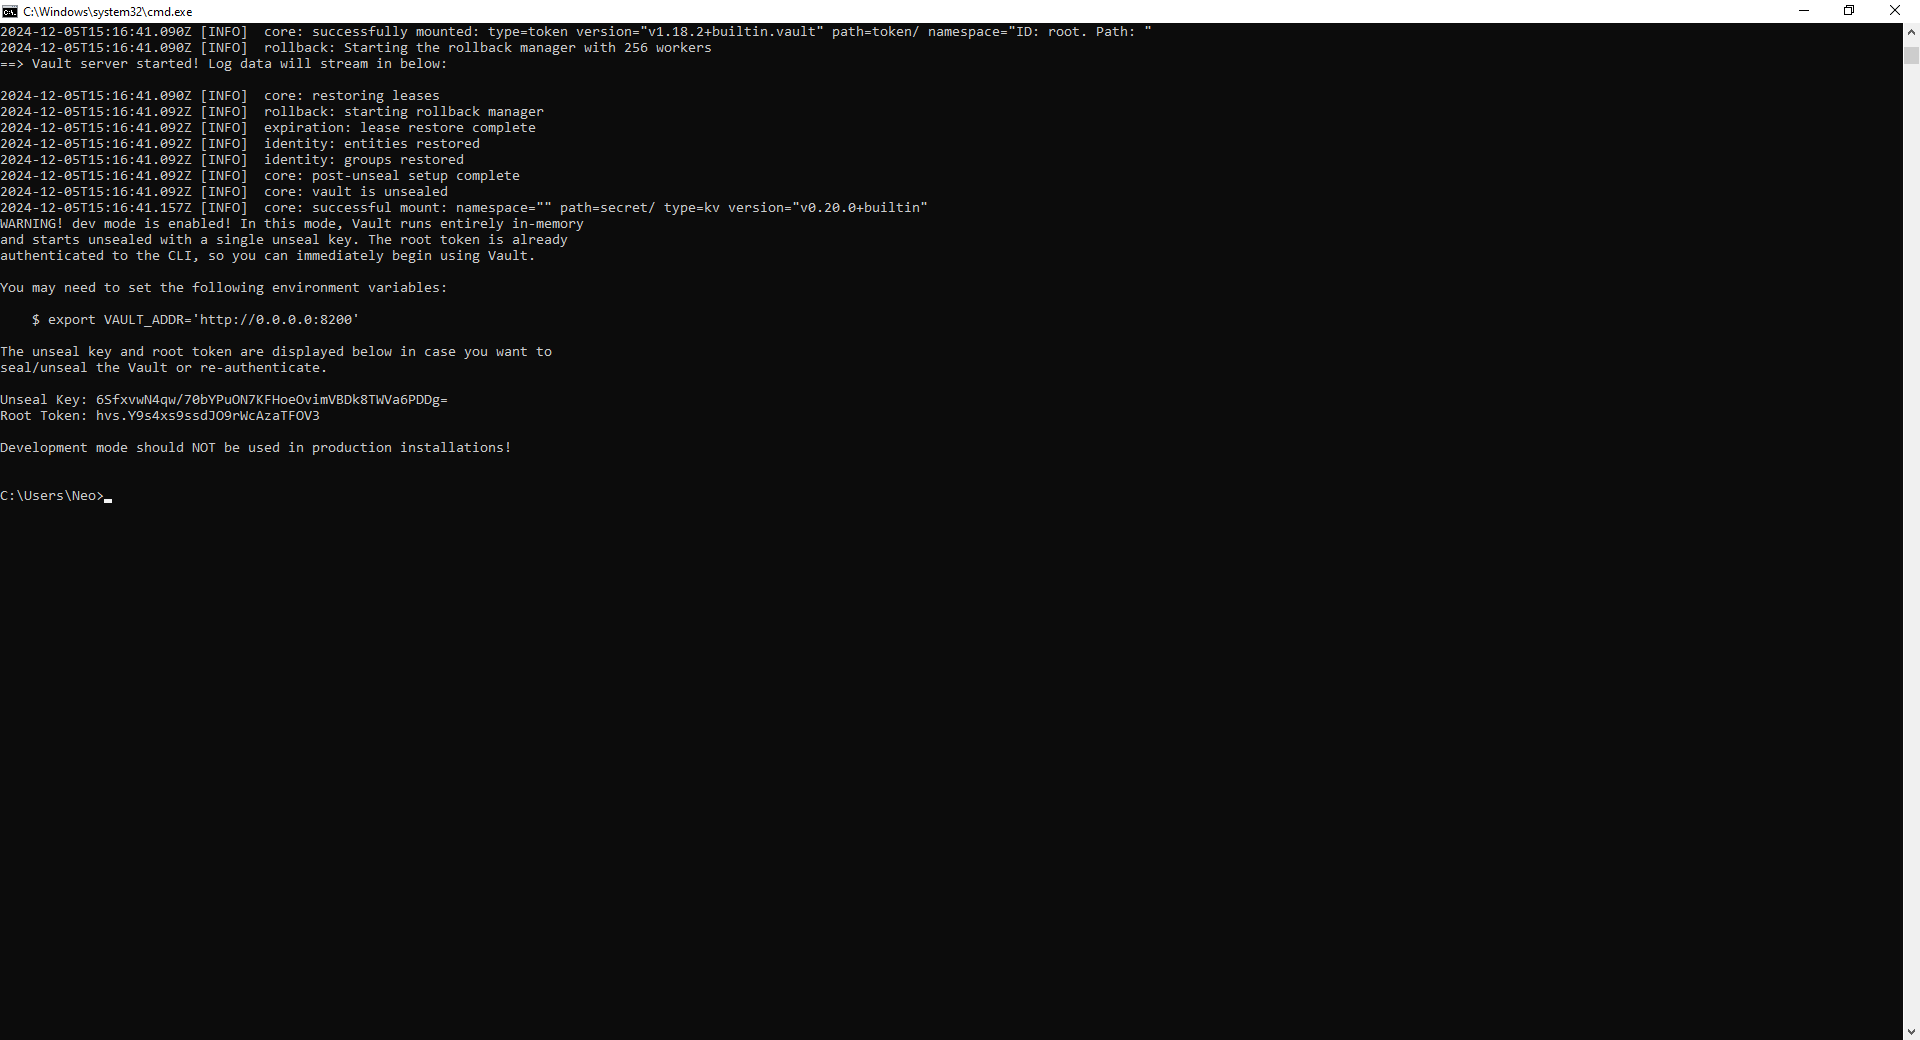 C:\Windows\system32\cmd.exe
2024-12-05T15:16:41.090Z [INFO]  core: successfully mounted: type=token version="v1.18.2+builtin.vault" path=token/ namespace="ID: root. Path: "
2024-12-05T15:16:41.090Z [INFO]  rollback: Starting the rollback manager with 256 workers
==> Vault server started! Log data will stream in below:

2024-12-05T15:16:41.090Z [INFO]  core: restoring leases
2024-12-05T15:16:41.092Z [INFO]  rollback: starting rollback manager
2024-12-05T15:16:41.092Z [INFO]  expiration: lease restore complete
2024-12-05T15:16:41.092Z [INFO]  identity: entities restored
2024-12-05T15:16:41.092Z [INFO]  identity: groups restored
2024-12-05T15:16:41.092Z [INFO]  core: post-unseal setup complete
2024-12-05T15:16:41.092Z [INFO]  core: vault is unsealed
2024-12-05T15:16:41.157Z [INFO]  core: successful mount: namespace="" path=secret/ type=kv version="v0.20.0+builtin"
WARNING! dev mode is enabled! In this mode, Vault runs entirely in-memory
and starts unsealed with a single unseal key. The root token is already
authenticated to the CLI, so you can immediately begin using Vault.

You may need to set the following environment variables:

    $ export VAULT_ADDR='http://0.0.0.0:8200'

The unseal key and root token are displayed below in case you want to
seal/unseal the Vault or re-authenticate.

Unseal Key: 6SfxvwN4qw/70bYPuON7KFHoeOvimVBDk8TWVa6PDDg=
Root Token: hvs.Y9s4xs9ssdJO9rWcAzaTFOV3

Development mode should NOT be used in production installations!

C:\Users\Neo>